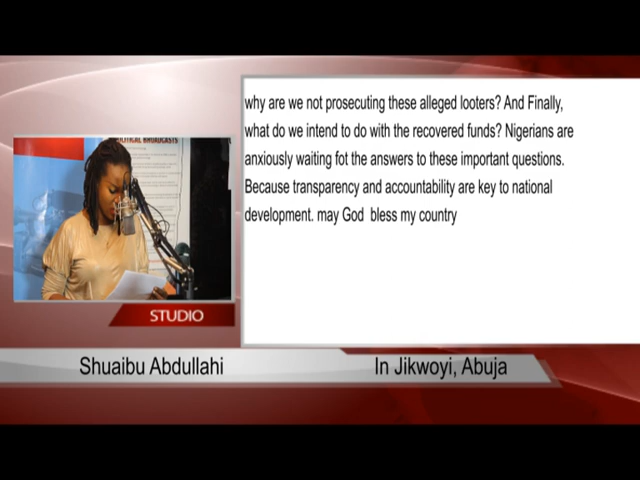 why are we not prosecuting these alleged looters? And Finally,
what do we intend to do with the recovered funds? Nigerians are
anxiously waiting fot the answers to these important questions.
Because transparency and accountability are key to national
development. may God  bless my country
POLITICAL BROADCASTS
STUDIO
Shuaibu Abdullahi
In Jikwoyi, Abuja